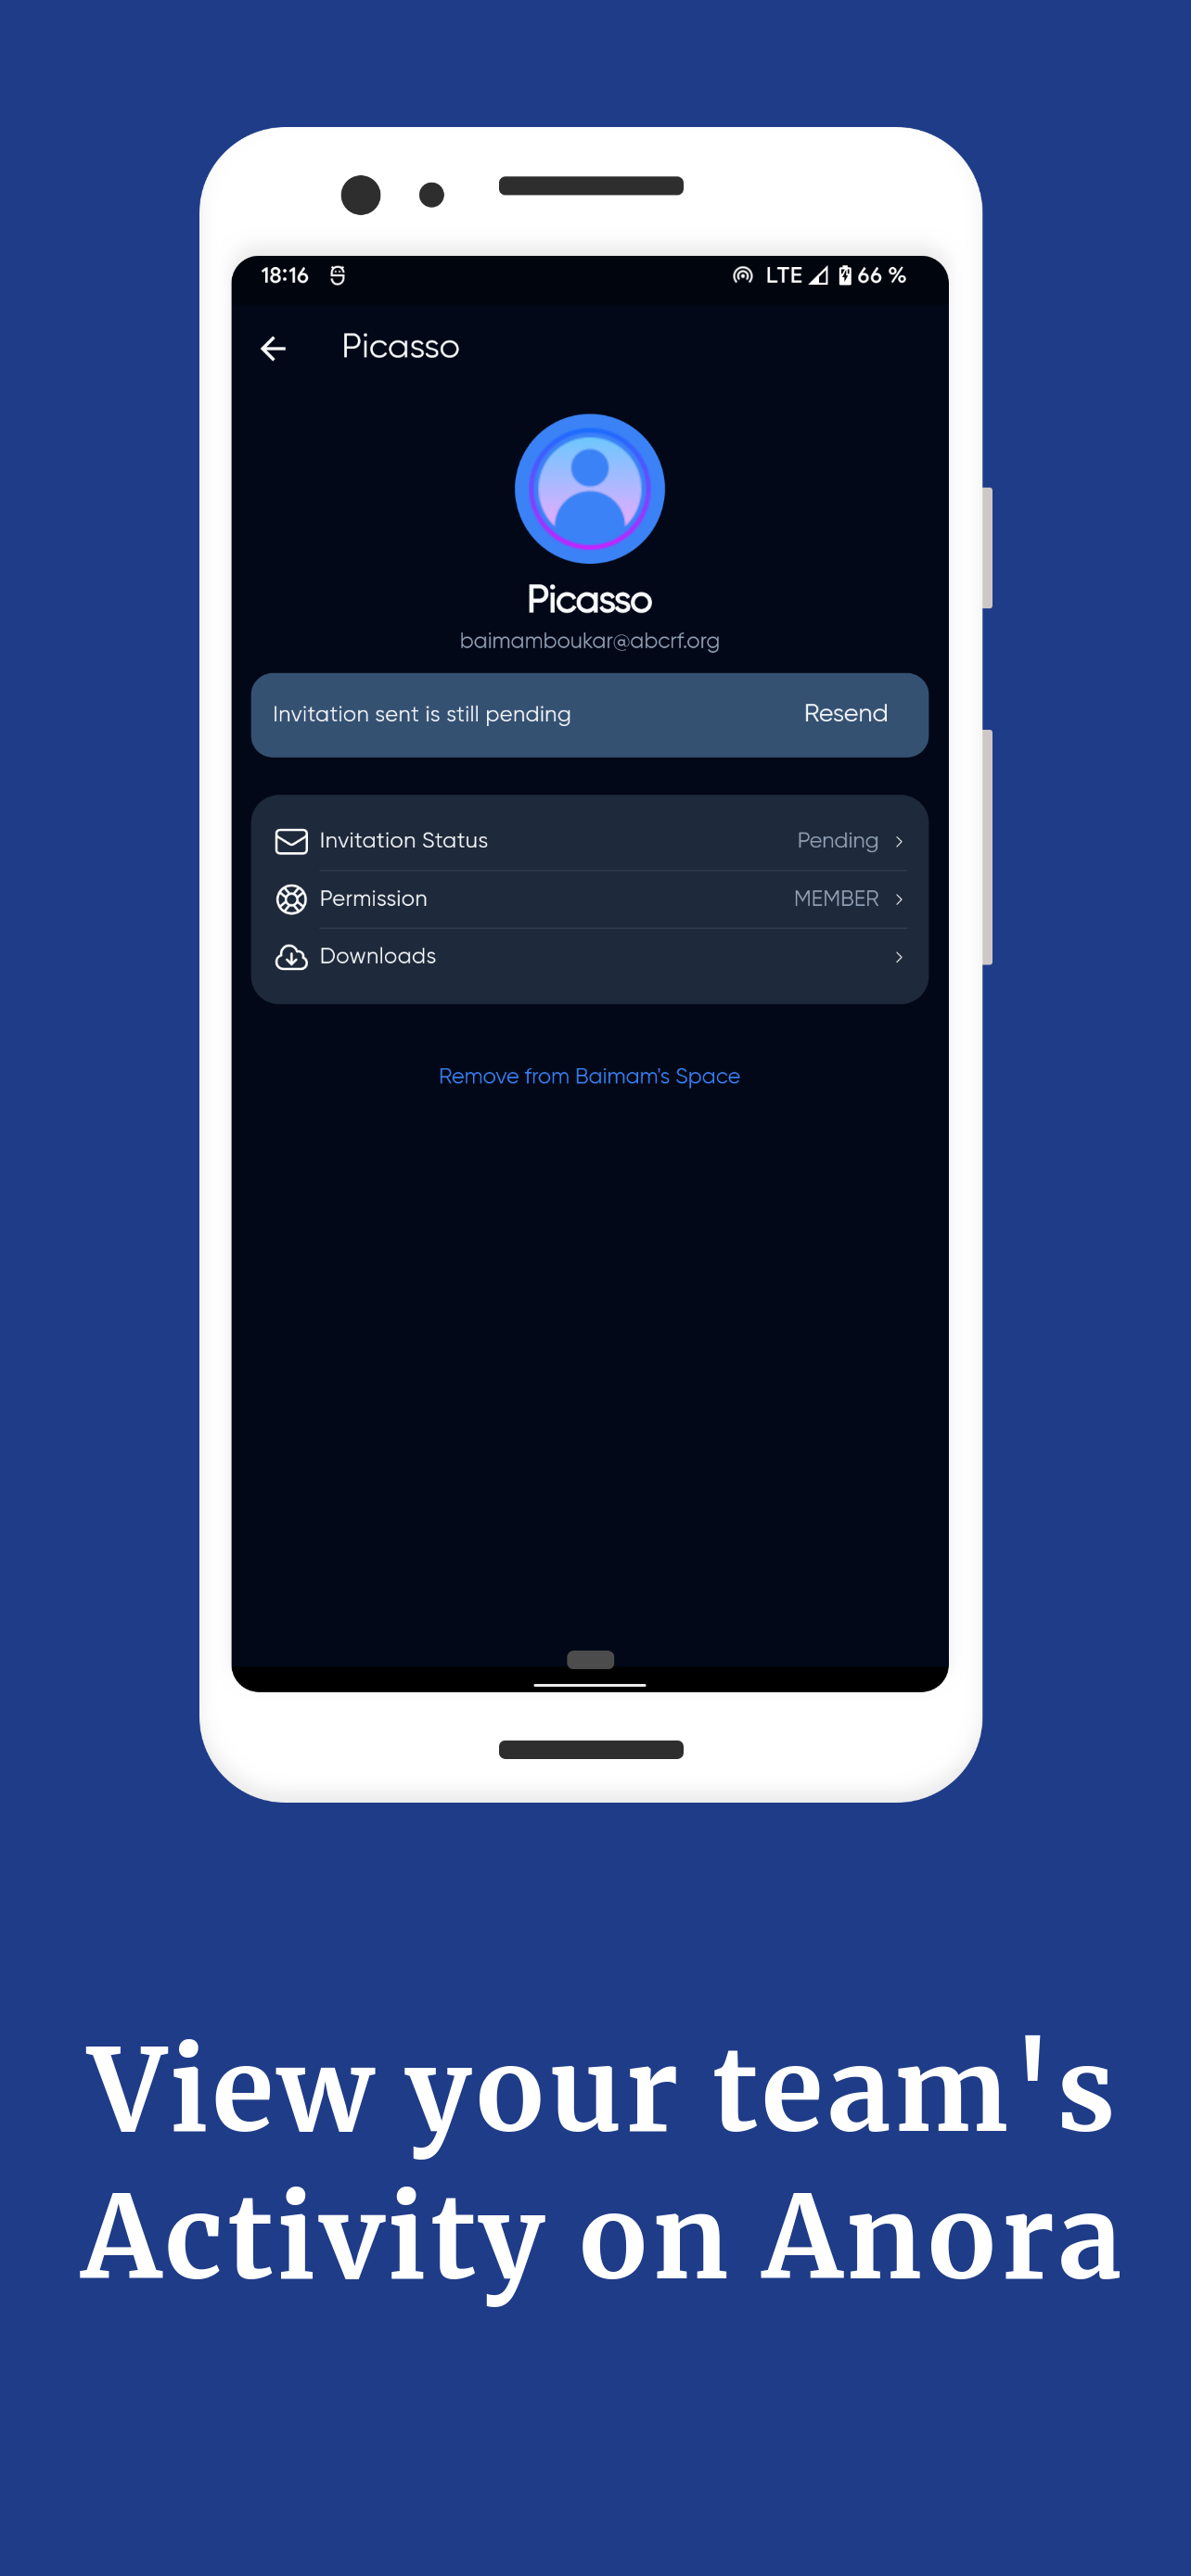 18:16 LTE 66 %
Picasso
Picasso
baimamboukar@abcrf.org
Invitation sent is still pending Resend
Invitation Status Pending
Permission MEMBER
Downloads
Remove from Baimam's Space
View your team's
Activity on Anora